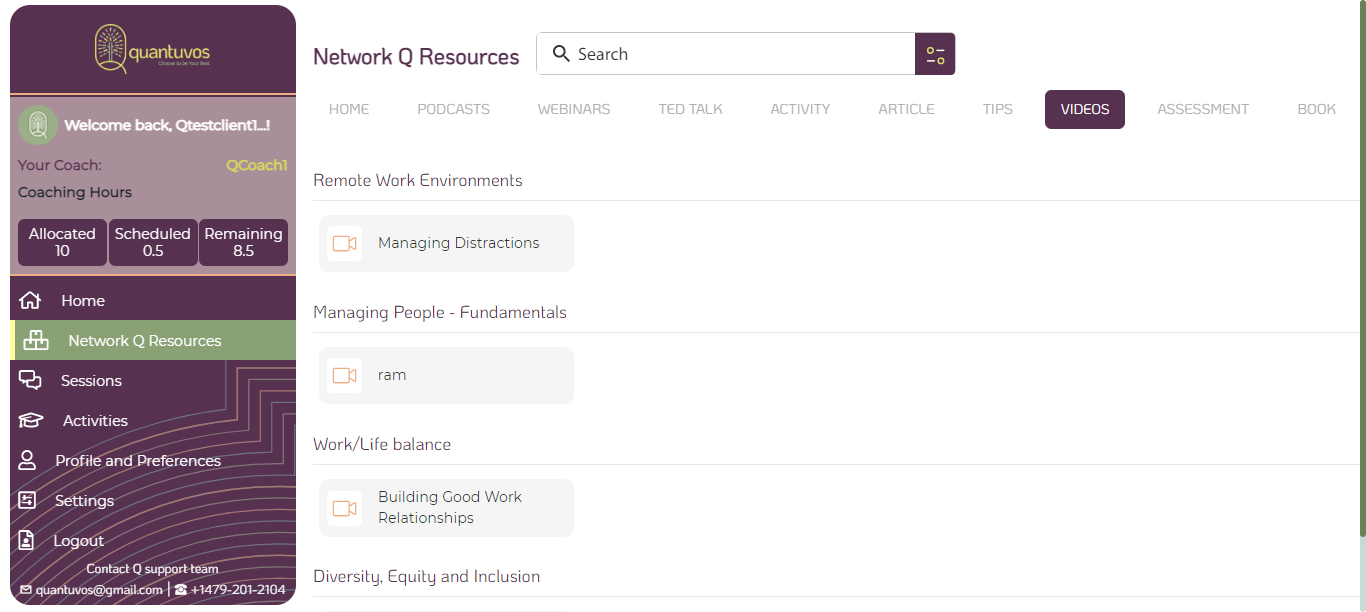 quantuvos
Choose to be Your Best
Welcome back, Qtestclient1...!
Your Coach: QCoach1
Coaching Hours
Allocated Scheduled Remaining
10 0.5 8.5
Home
Network Q Resources
Sessions
Activities
Profile and Preferences
Settings
Logout
Contact Q support team
quantuvos@gmail.com | +1479-201-2104
Network Q Resources
Search
HOME PODCASTS WEBINARS TED TALK ACTIVITY ARTICLE TIPS VIDEOS ASSESSMENT BOOK
Remote Work Environments
Managing Distractions
Managing People - Fundamentals
ram
Work/Life balance
Building Good Work
Relationships
Diversity, Equity and Inclusion